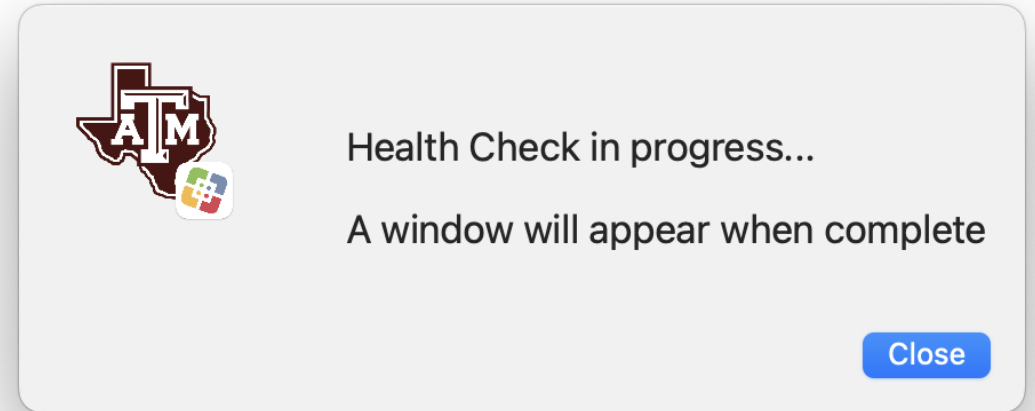 ATM
Health Check in progress...
A window will appear when complete
Close